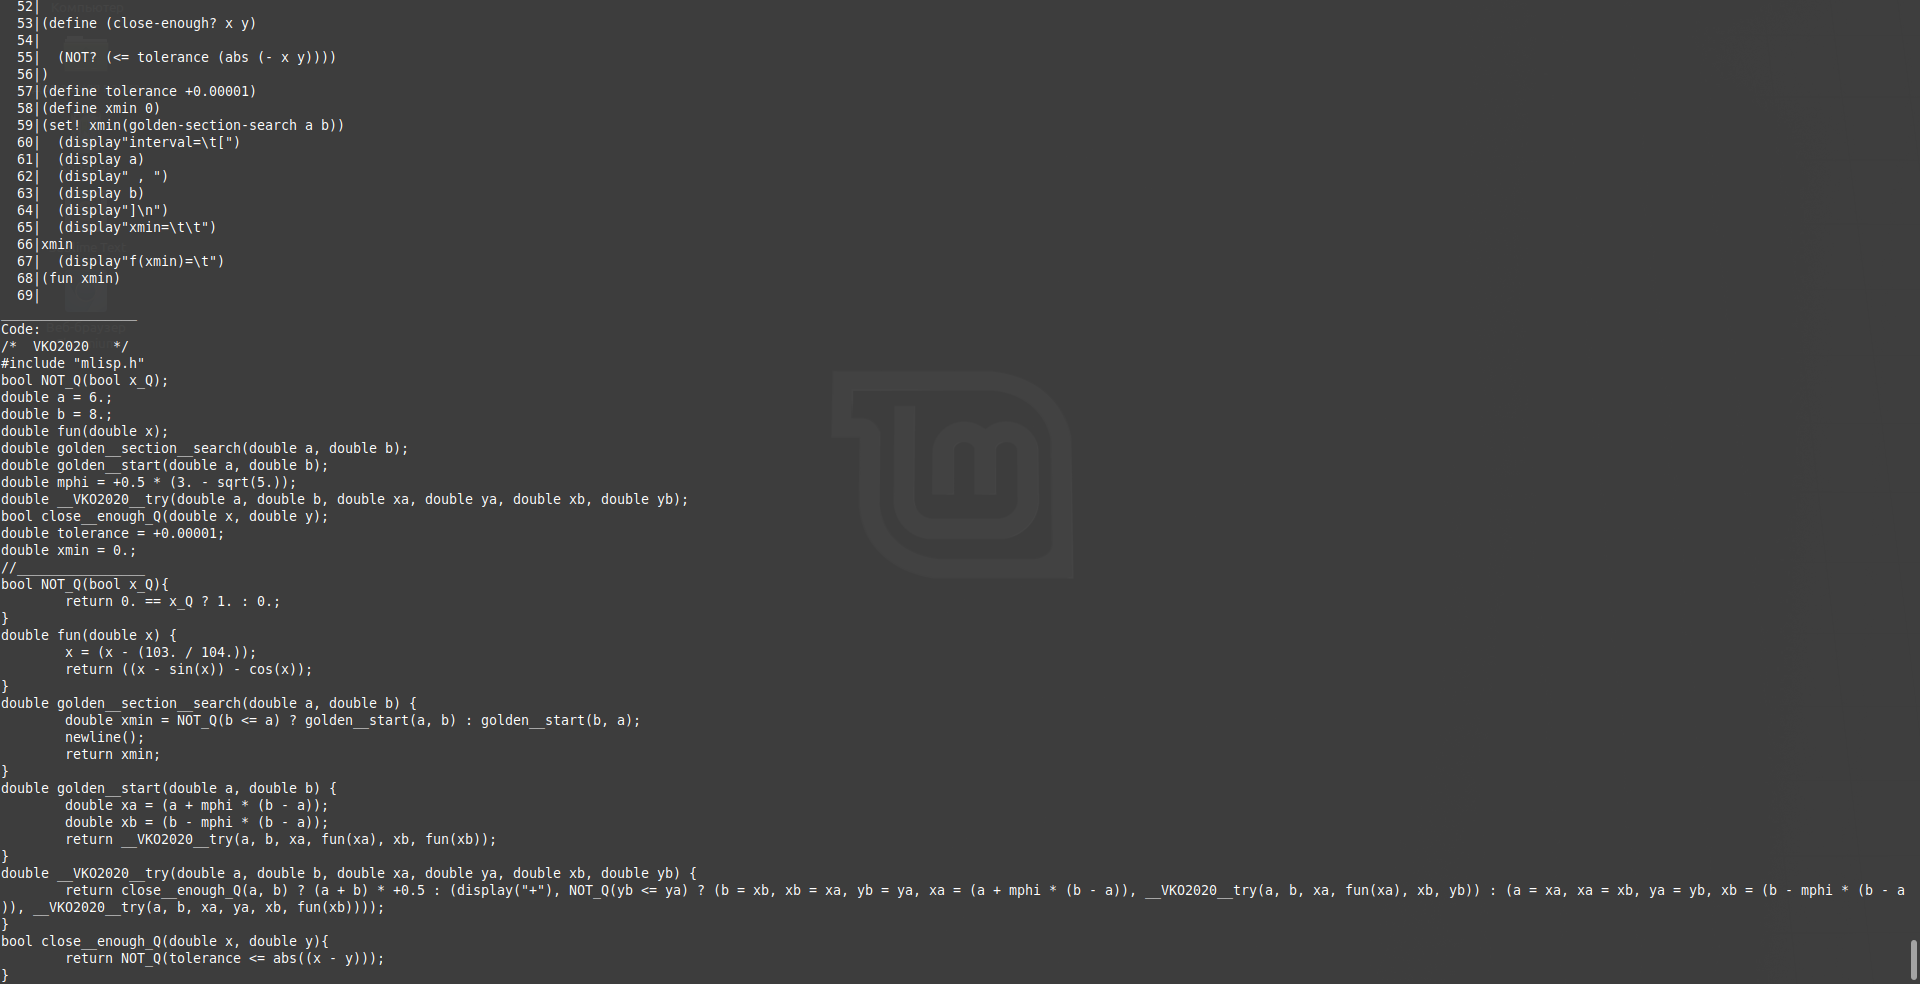 52|
53|(define (close-enough? x y)
54|
55|  (NOT? (<= tolerance (abs (- x y))))
56|)
57|(define tolerance +0.00001)
58|(define xmin 0)
59|(set! xmin(golden-section-search a b))
60|  (display"interval=\t[")
61|  (display a)
62|  (display" , ")
63|  (display b)
64|  (display"]\n")
65|  (display"xmin=\t\t")
66|xmin
67|  (display"f(xmin)=\t")
68|(fun xmin)
69|
_________________
Code:
/*  VKO2020   */
#include "mlisp.h"
bool NOT_Q(bool x_Q);
double a = 6.;
double b = 8.;
double fun(double x);
double golden__section__search(double a, double b);
double golden__start(double a, double b);
double mphi = +0.5 * (3. - sqrt(5.));
double __VKO2020__try(double a, double b, double xa, double ya, double xb, double yb);
bool close__enough_Q(double x, double y);
double tolerance = +0.00001;
double xmin = 0.;
//________________
bool NOT_Q(bool x_Q){
        return 0. == x_Q ? 1. : 0.;
}
double fun(double x) {
        x = (x - (103. / 104.));
        return ((x - sin(x)) - cos(x));
}
double golden__section__search(double a, double b) {
        double xmin = NOT_Q(b <= a) ? golden__start(a, b) : golden__start(b, a);
        newline();
        return xmin;
}
double golden__start(double a, double b) {
        double xa = (a + mphi * (b - a));
        double xb = (b - mphi * (b - a));
        return __VKO2020__try(a, b, xa, fun(xa), xb, fun(xb));
}
double __VKO2020__try(double a, double b, double xa, double ya, double xb, double yb) {
        return close__enough_Q(a, b) ? (a + b) * +0.5 : (display("+"), NOT_Q(yb <= ya) ? (b = xb, xb = xa, yb = ya, xa = (a + mphi * (b - a)), __VKO2020__try(a, b, xa, fun(xa), xb, yb)) : (a = xa, xa = xb, ya = yb, xb = (b - mphi * (b - a
)), __VKO2020__try(a, b, xa, ya, xb, fun(xb))));
}
bool close__enough_Q(double x, double y){
        return NOT_Q(tolerance <= abs((x - y)));
}